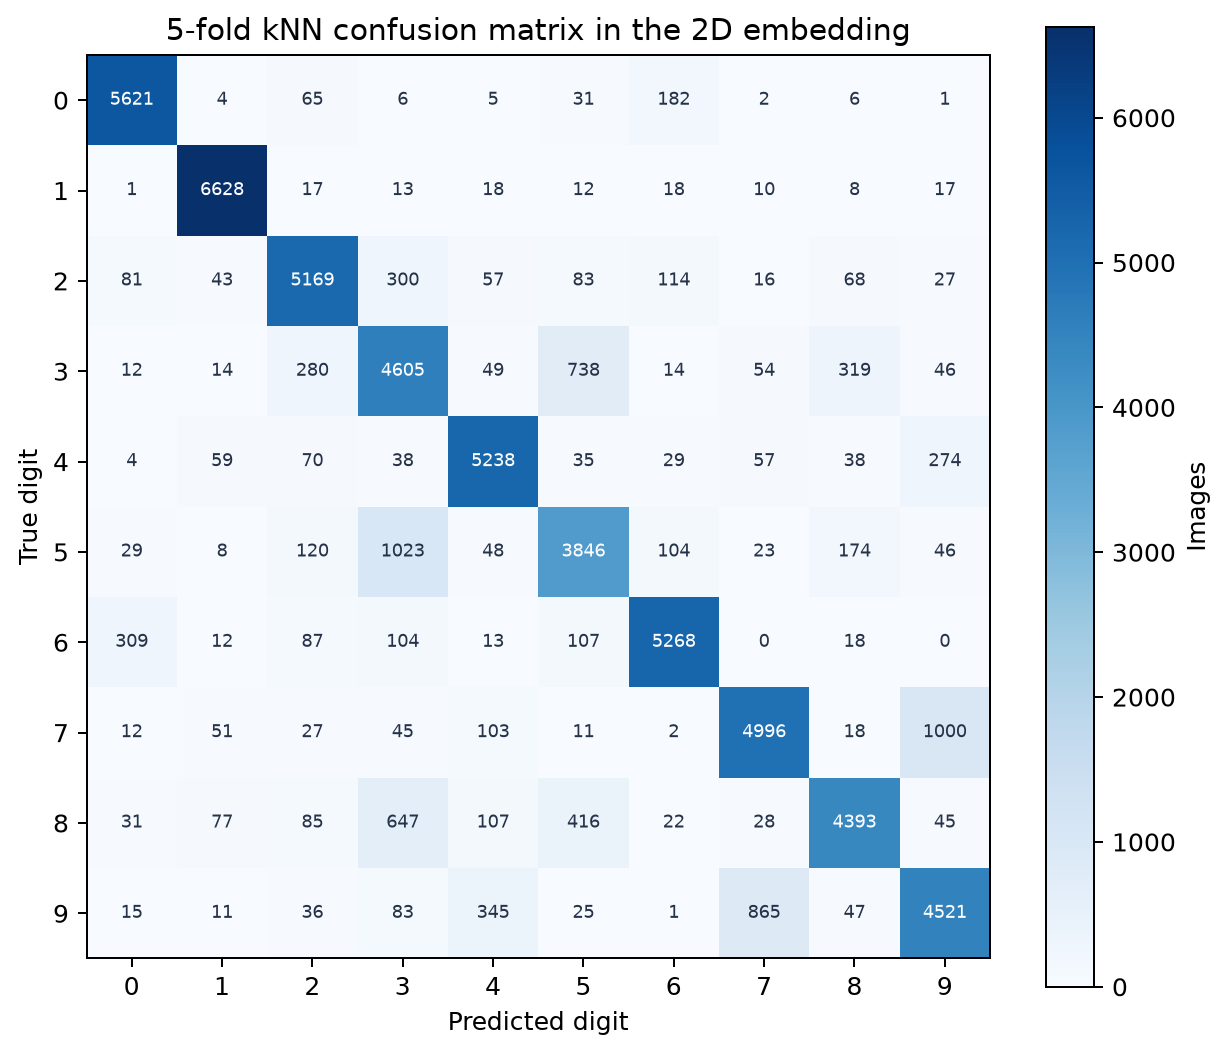 5-fold kNN confusion matrix in the 2D embedding
0 5621 4 65 6 5 31 182 2 6 1
1 1 6628 17 13 18 12 18 10 8 17
2 81 43 5169 300 57 83 114 16 68 27
3 12 14 280 4605 49 738 14 54 319 46
4 4 59 70 38 5238 35 29 57 38 274
5 29 8 120 1023 48 3846 104 23 174 46
6 309 12 87 104 13 107 5268 0 18 0
7 12 51 27 45 103 11 2 4996 18 1000
8 31 77 85 647 107 416 22 28 4393 45
9 15 11 36 83 345 25 1 865 47 4521
0 1 2 3 4 5 6 7 8 9
Predicted digit
True digit
6000
5000
4000
3000
2000
1000
0
Images